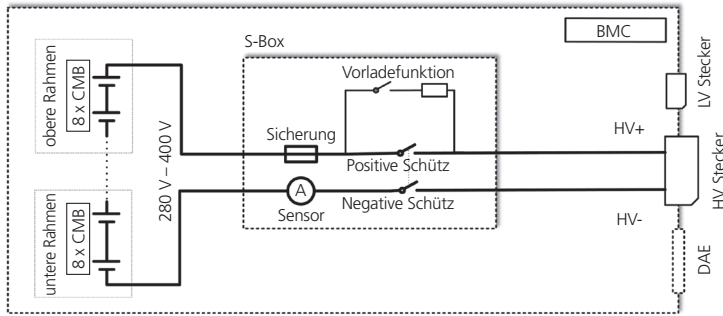 BMC
S-Box
LV Stecker
obere Rahmen
8 x CMB
Vorladefunktion
280 V – 400 V
Sicherung
HV+
Positive Schütz
HV Stecker
untere Rahmen
8 x CMB
A
Sensor
Negative Schütz
HV-
DAE